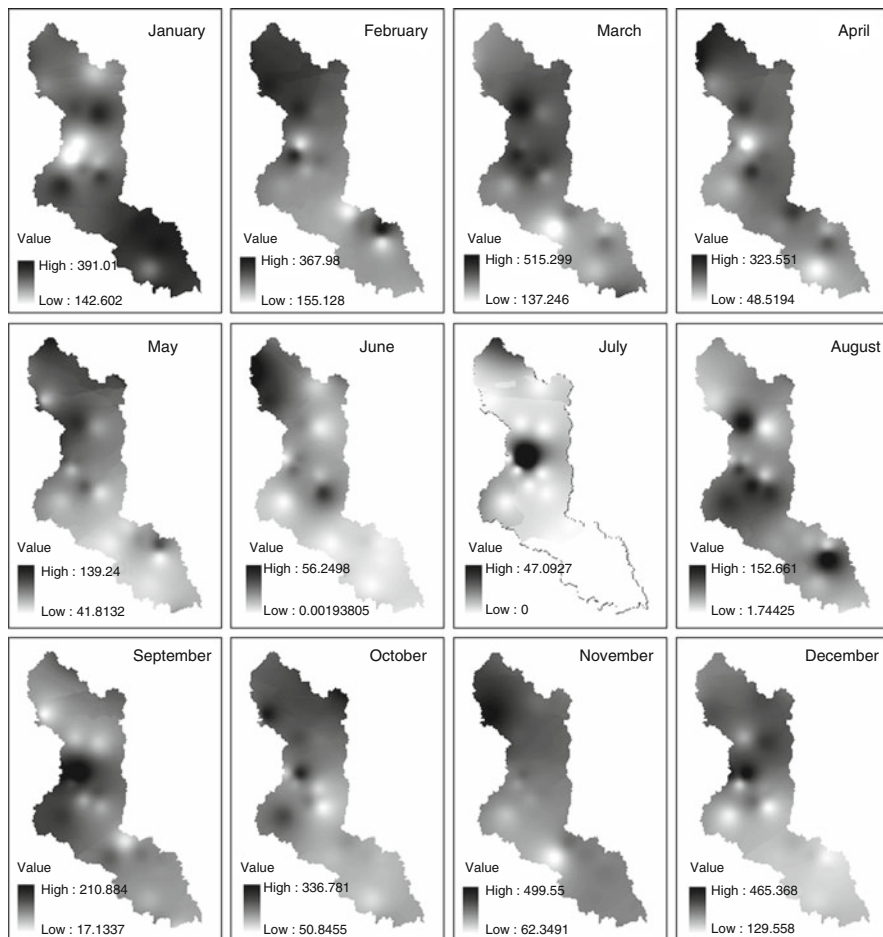 January
Value
High : 391.01
Low : 142.602
February
Value
High : 367.98
Low : 155.128
March
Value
High : 515.299
Low : 137.246
April
Value
High : 323.551
Low : 48.5194
May
Value
High : 139.24
Low : 41.8132
June
Value
High : 56.2498
Low : 0.00193805
July
Value
High : 47.0927
Low : 0
August
Value
High : 152.661
Low : 1.74425
September
Value
High : 210.884
Low : 17.1337
October
Value
High : 336.781
Low : 50.8455
November
Value
High : 499.55
Low : 62.3491
December
Value
High : 465.368
Low : 129.558